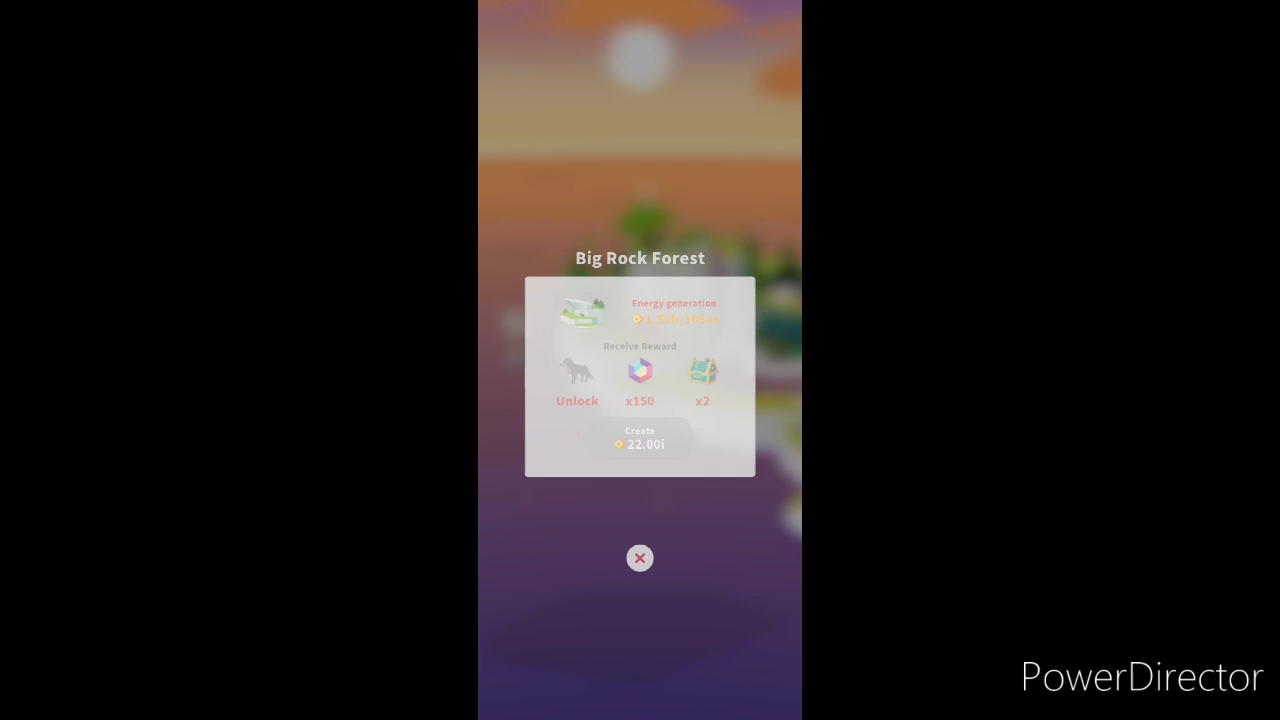 Big Rock Forest
Energy generation
Receive Reward
Unlock
x150
x2
Create
22.00i
PowerDirector